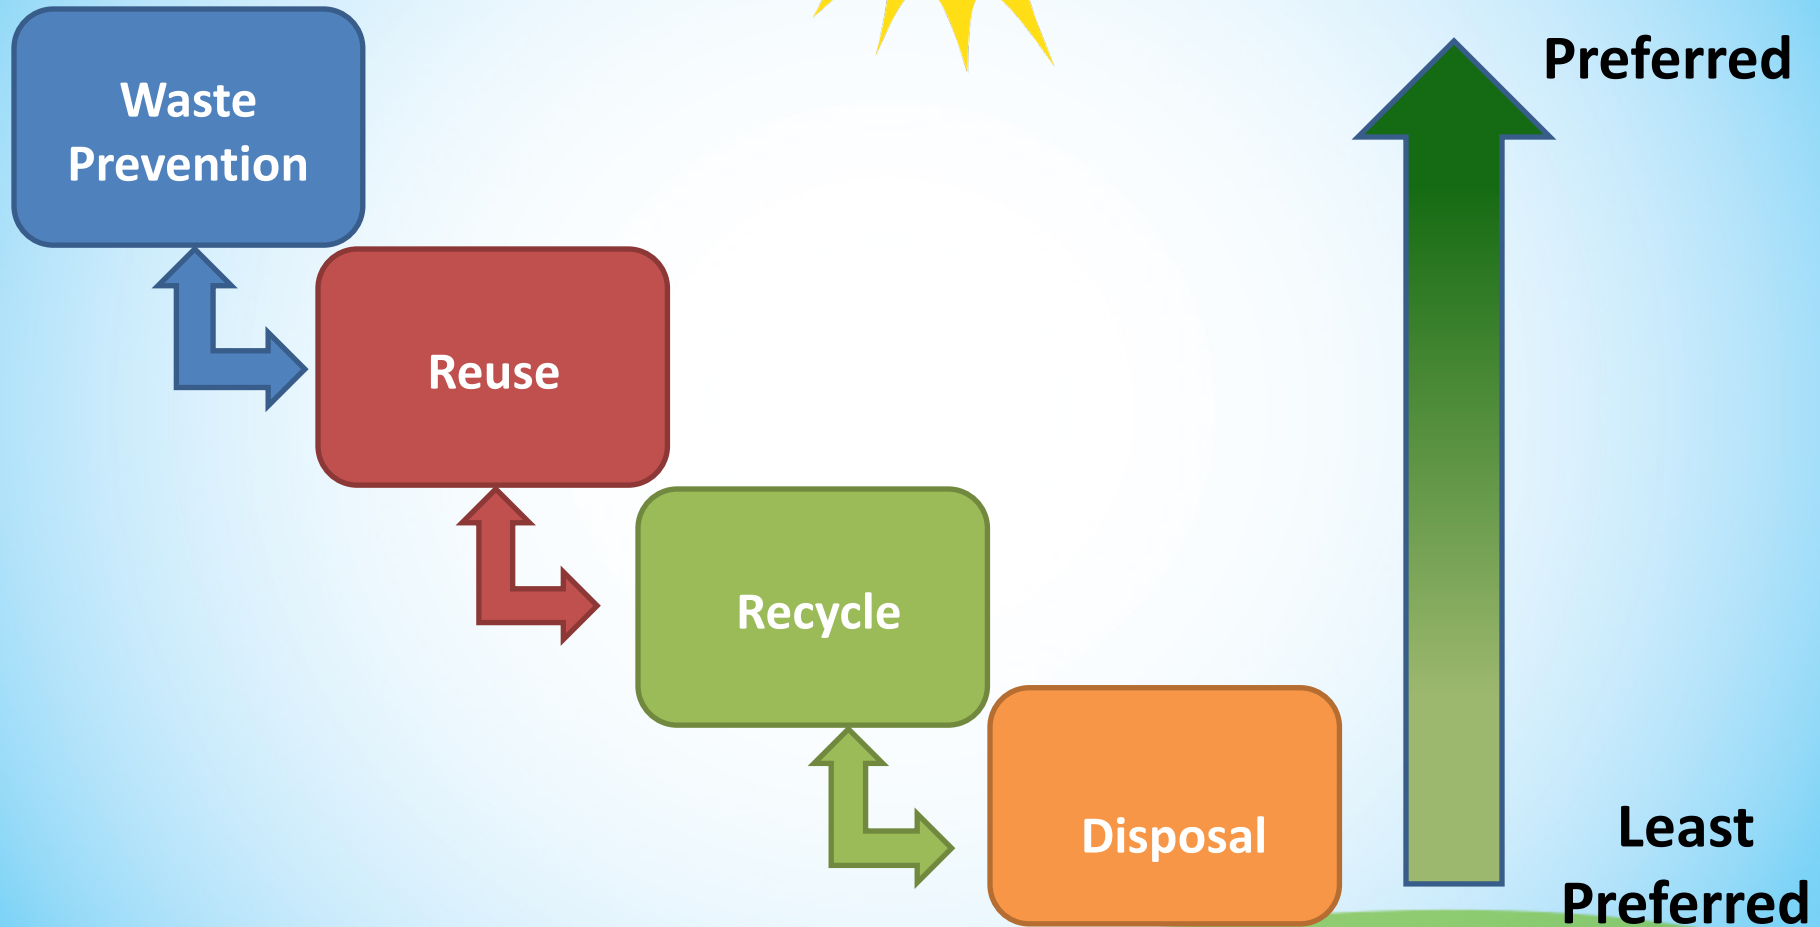 Waste
Prevention
Preferred
Reuse
Recycle
Disposal
Least
Preferred